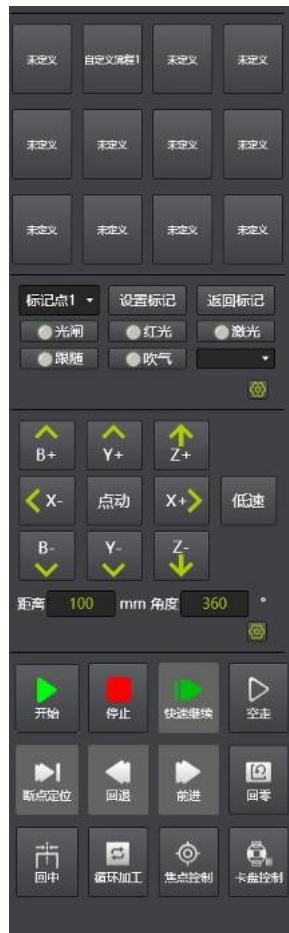 未定义 自定义流程1 未定义 未定义
未定义 未定义 未定义 未定义
未定义 未定义 未定义 未定义
标记点1 设置标记 返回标记
光闸 红光 激光
跟随 吹气
B+ Y+ Z+
X- 点动 X+ 低速
B- Y- Z-
距离 100 mm 角度 360 °
开始 停止 快速继续 空走
断点定位 回退 前进 回零
回中 循环加工 焦点控制 卡盘控制